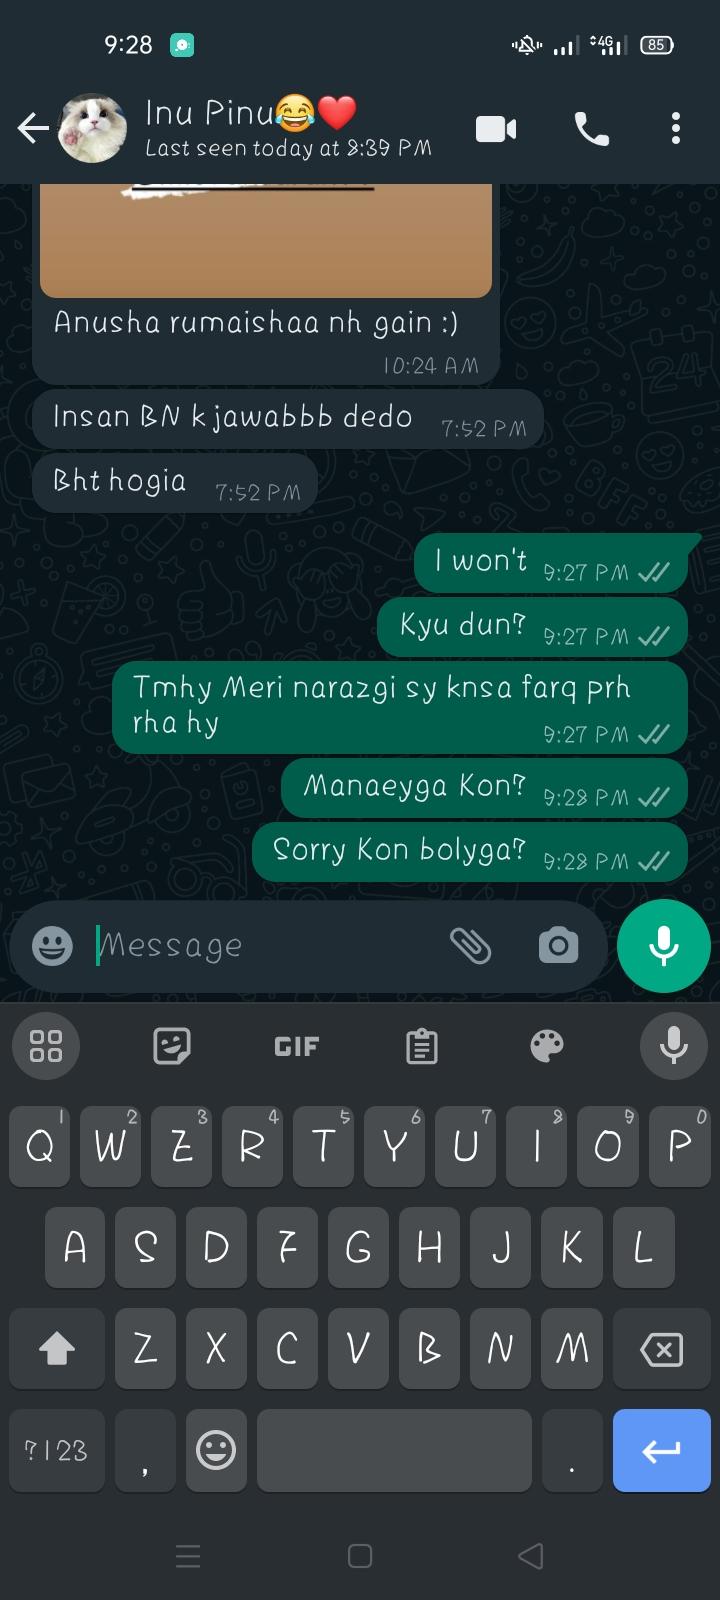 9:28
4G
85
Inu Pinu😂❤️
Last seen today at 8:39 PM
Anusha rumaishaa nh gain :)
10:24 AM
Insan BN k jawabbb dedo 7:52 PM
Bht hogia 7:52 PM
I won't 9:27 PM
Kyu dun? 9:27 PM
Tmhy Meri narazgi sy knsa farq prh
rha hy 9:27 PM
Manaeyga Kon? 9:28 PM
Sorry Kon bolyga? 9:28 PM
Message
GIF
1 2 3 4 5 6 7 8 9 0
Q W E R T Y U I O P
A S D F G H J K L
Z X C V B N M
?123 , .